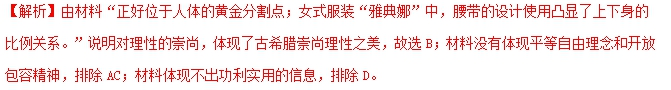 【解析】由材料“正好位于人体的黄金分割点；女式服装“雅典娜”中，腰带的设计使用凸显了上下身的
比例关系。”说明对理性的崇尚，体现了古希腊崇尚理性之美，故选 B；材料没有体现平等自由理念和开放
包容精神，排除 AC；材料体现不出功利实用的信息，排除 D。